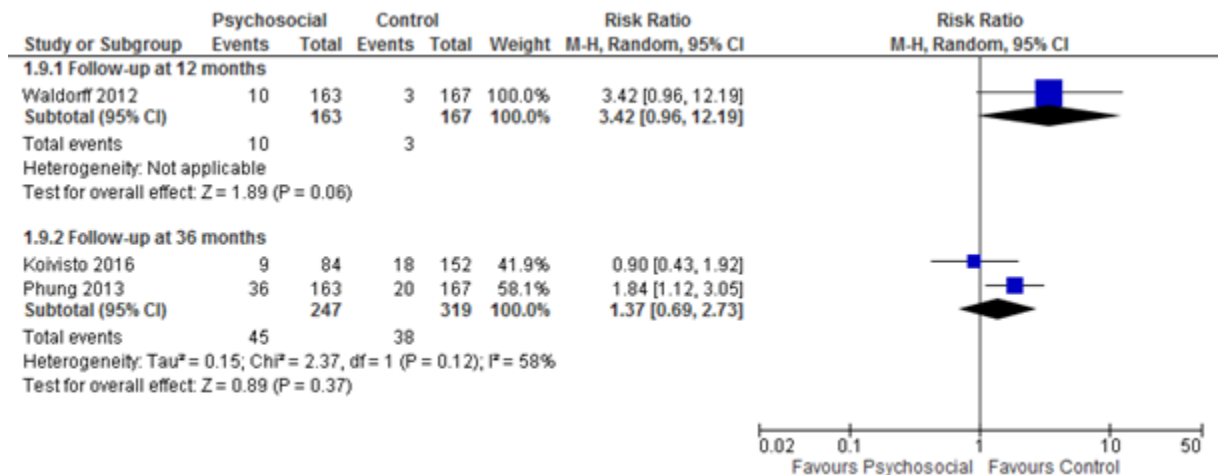 Psychosocial Control Risk Ratio Risk Ratio
Study or Subgroup Events Total Events Total Weight M-H, Random, 95% CI M-H, Random, 95% CI
1.9.1 Follow-up at 12 months
Waldorff 2012 10 163 3 167 100.0% 3.42 [0.96, 12.19]
Subtotal (95% CI) 163 167 100.0% 3.42 [0.96, 12.19]
Total events 10 3
Heterogeneity: Not applicable
Test for overall effect: Z = 1.89 (P = 0.06)
1.9.2 Follow-up at 36 months
Koivisto 2016 9 84 18 152 41.9% 0.90 [0.43, 1.92]
Phung 2013 36 163 20 167 58.1% 1.84 [1.12, 3.05]
Subtotal (95% CI) 247 319 100.0% 1.37 [0.69, 2.73]
Total events 45 38
Heterogeneity: Tau² = 0.15; Chi² = 2.37, df = 1 (P = 0.12); I² = 58%
Test for overall effect: Z = 0.89 (P = 0.37)
0.02 0.1 1 10 50
Favours Psychosocial Favours Control